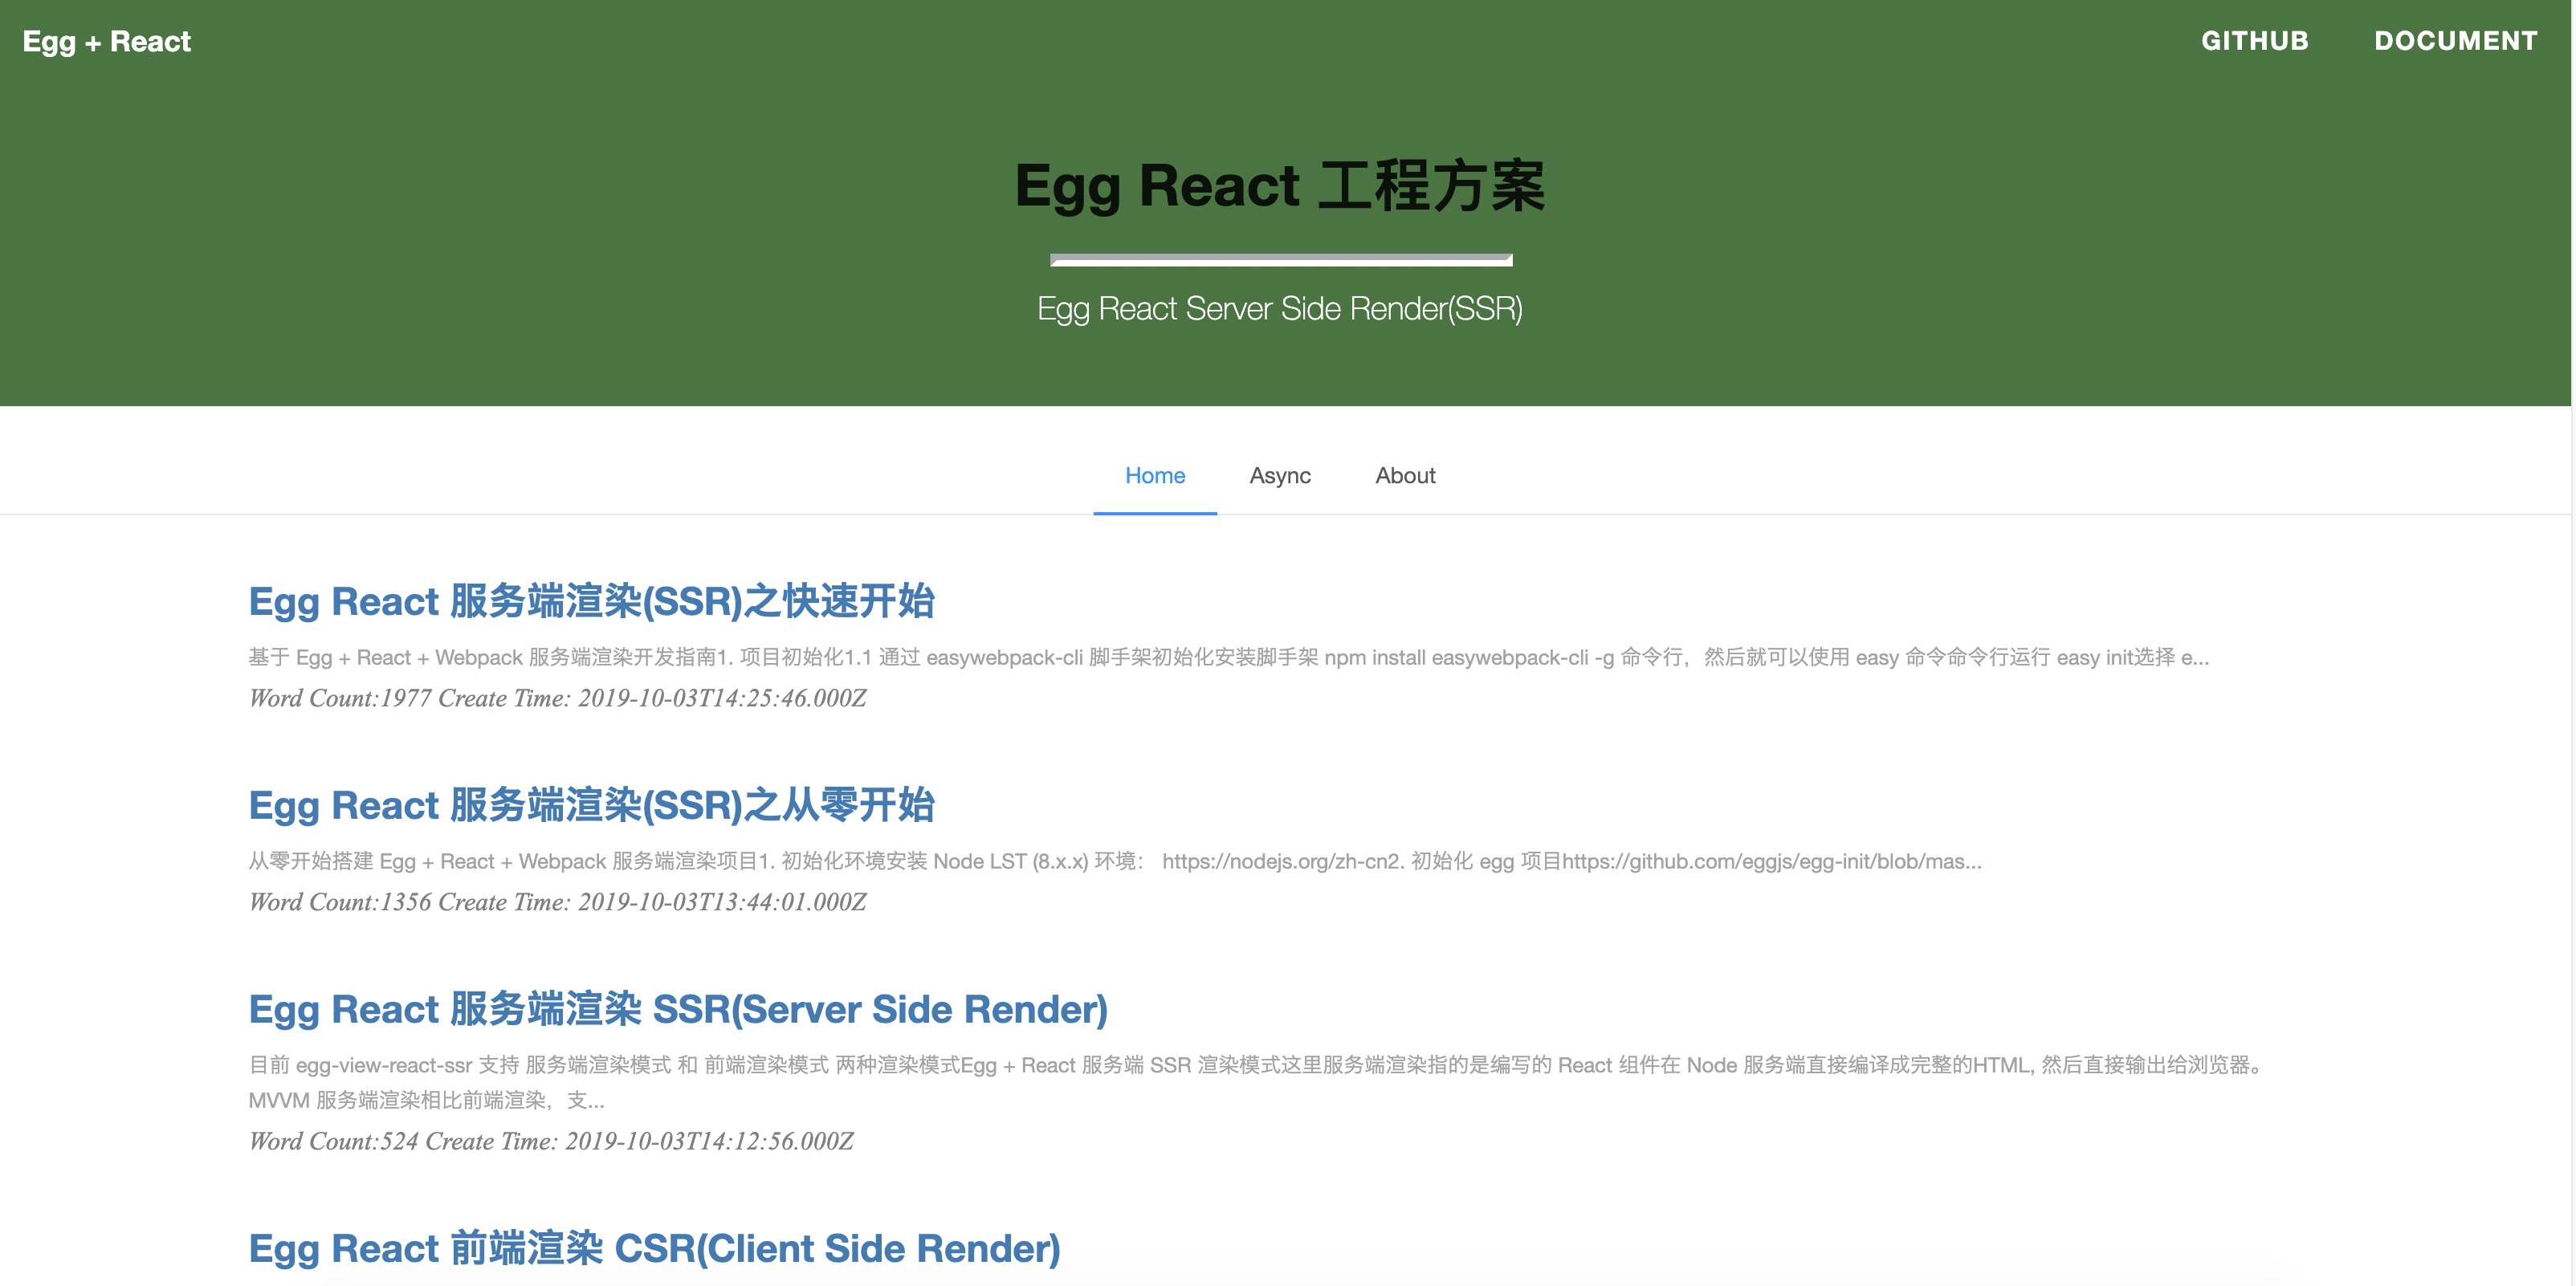 Egg + React
GITHUB
DOCUMENT
Egg React 工程方案
Egg React Server Side Render(SSR)
Home
Async
About
Egg React 服务端渲染(SSR)之快速开始
基于 Egg + React + Webpack 服务端渲染开发指南1. 项目初始化1.1 通过 easywebpack-cli 脚手架初始化安装脚手架 npm install easywebpack-cli -g 命令行，然后就可以使用 easy 命令命令行运行 easy init选择 e...
Word Count:1977 Create Time: 2019-10-03T14:25:46.000Z
Egg React 服务端渲染(SSR)之从零开始
从零开始搭建 Egg + React + Webpack 服务端渲染项目1. 初始化环境安装 Node LST (8.x.x) 环境： https://nodejs.org/zh-cn2. 初始化 egg 项目https://github.com/eggjs/egg-init/blob/mas...
Word Count:1356 Create Time: 2019-10-03T13:44:01.000Z
Egg React 服务端渲染 SSR(Server Side Render)
目前 egg-view-react-ssr 支持 服务端渲染模式 和 前端渲染模式 两种渲染模式Egg + React 服务端 SSR 渲染模式这里服务端渲染指的是编写的 React 组件在 Node 服务端直接编译成完整的HTML, 然后直接输出给浏览器。
MVVM 服务端渲染相比前端渲染，支...
Word Count:524 Create Time: 2019-10-03T14:12:56.000Z
Egg React 前端渲染 CSR(Client Side Render)